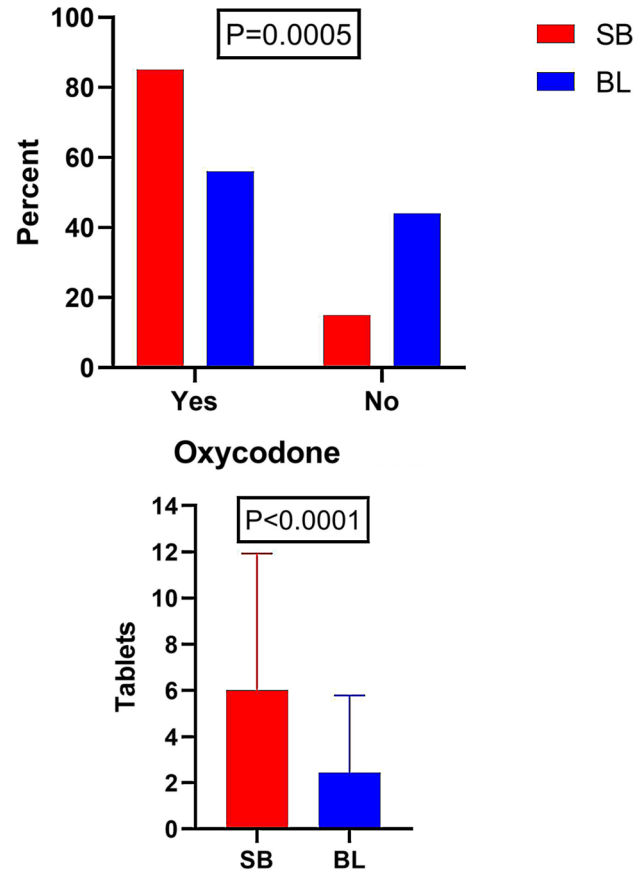 P=0.0005
SB
BL
Percent
100
80
60
40
20
0
Yes No
Oxycodone
P<0.0001
Tablets
14
12
10
8
6
4
2
0
SB BL